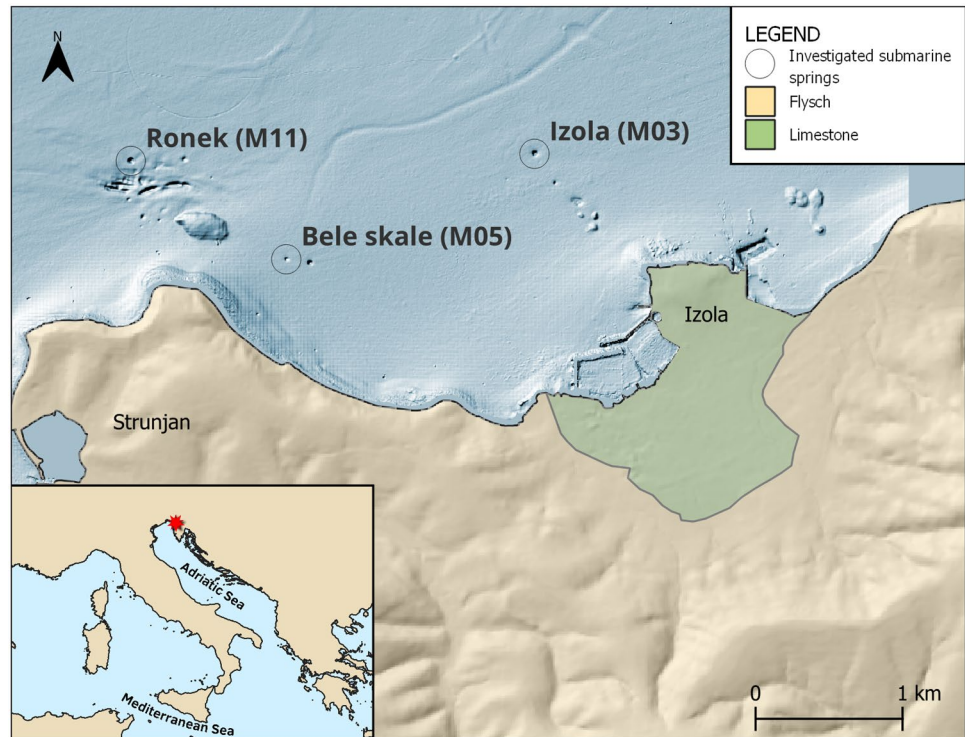 N
LEGEND
Investigated submarine
springs
Flysch
Limestone
Ronek (M11)
Izola (M03)
Bele skale (M05)
Izola
Strunjan
Adriatic Sea
Mediterranean Sea
0 1 km